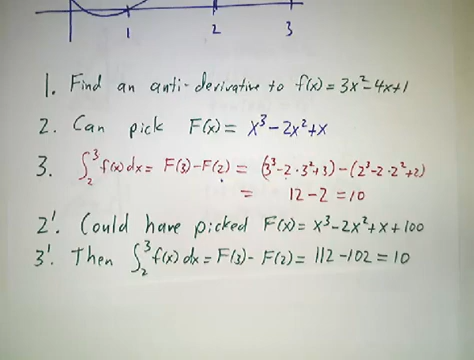 1 2 3
1. Find an anti-derivative to f(x) = 3x²-4x+1
2. Can pick F(x) = x³-2x²+x
3. ∫₂³ f(x)dx = F(3)-F(2) = (3³-2·3²+3)-(2³-2·2²+2)
= 12-2 = 10
2'. Could have picked F(x) = x³-2x²+x+100
3'. Then ∫₂³ f(x)dx = F(3)-F(2) = 112-102 = 10